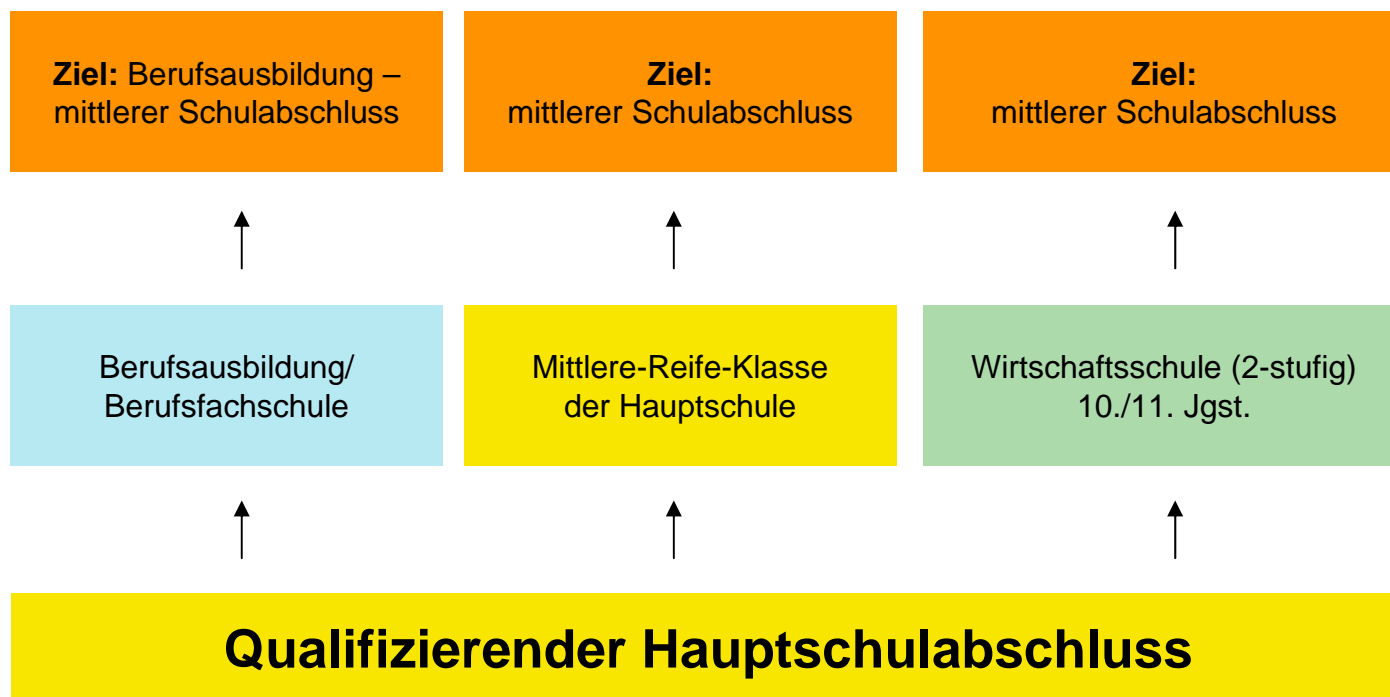 Ziel: Berufsausbildung –
mittlerer Schulabschluss
Ziel:
mittlerer Schulabschluss
Ziel:
mittlerer Schulabschluss
Berufsausbildung/
Berufsfachschule
Mittlere-Reife-Klasse
der Hauptschule
Wirtschaftsschule (2-stufig)
10./11. Jgst.
Qualifizierender Hauptschulabschluss